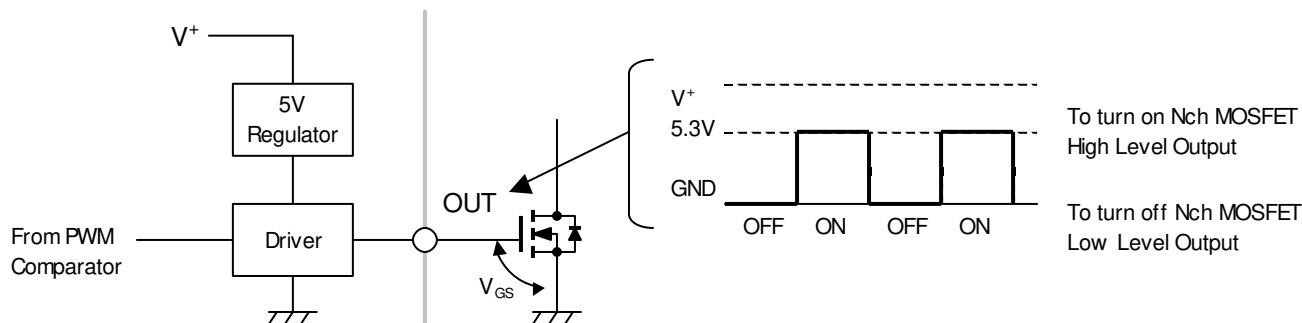 V⁺
5V
Regulator
Driver
From PWM
Comparator
OUT
V_GS
V⁺
5.3V
GND
OFF ON OFF ON
To turn on Nch MOSFET
High Level Output
To turn off Nch MOSFET
Low Level Output